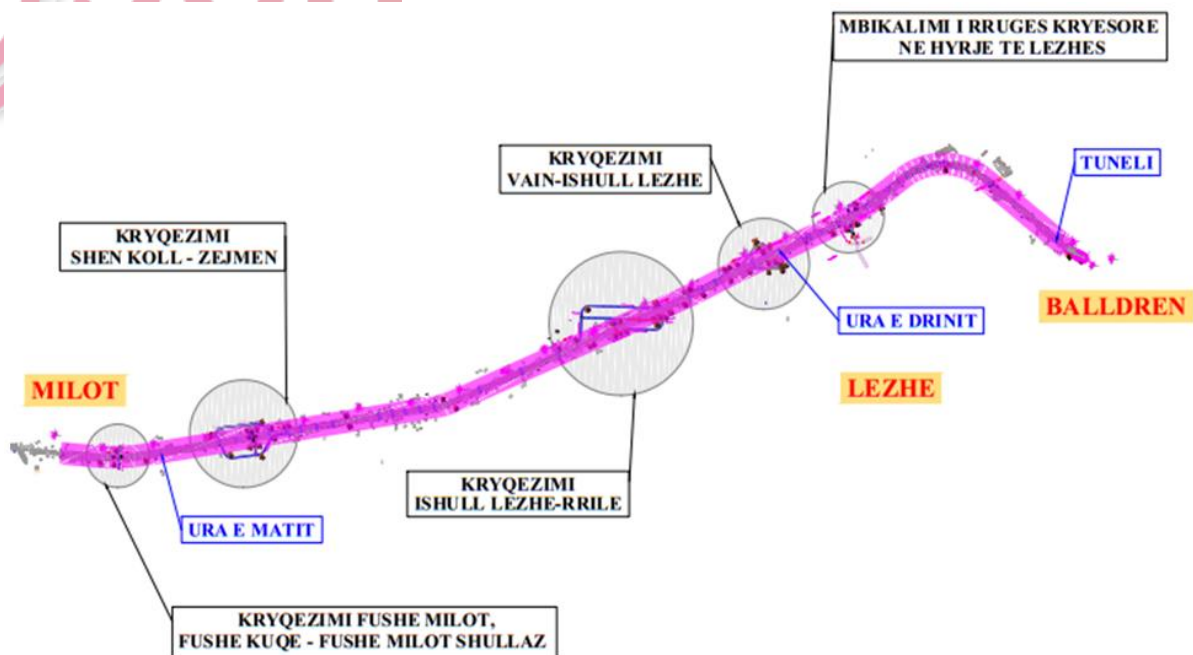 MBIKALIMI I RRUGES KRYESORE
NE HYRJE TE LEZHES
KRYQEZIMI
VAIN-ISHULL LEZHE
TUNELI
KRYQEZIMI
SHEN KOLL - ZEJMEN
BALLDREN
URA E DRINIT
MILOT
LEZHE
KRYQEZIMI
ISHULL LEZHE-RRILE
URA E MATIT
KRYQEZIMI FUSHE MILOT,
FUSHE KUQE - FUSHE MILOT SHULLAZ